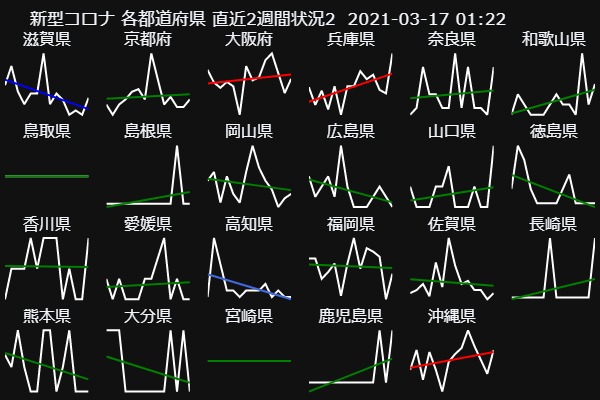 新型コロナ 各都道府県 直近2週間状況2 2021-03-17 01:22
滋賀県 京都府 大阪府 兵庫県 奈良県 和歌山県
鳥取県 島根県 岡山県 広島県 山口県 徳島県
香川県 愛媛県 高知県 福岡県 佐賀県 長崎県
熊本県 大分県 宮崎県 鹿児島県 沖縄県